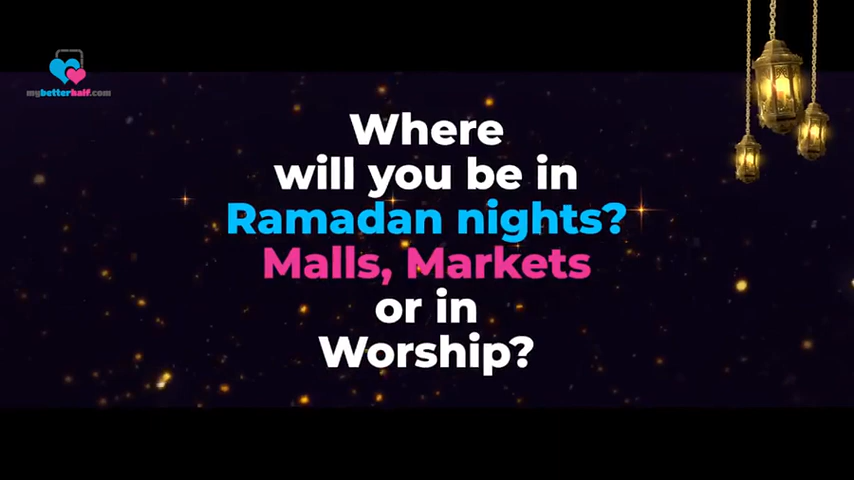 mybetterhalf.com
Where
will you be in
Ramadan nights?
Malls, Markets
or in
Worship?